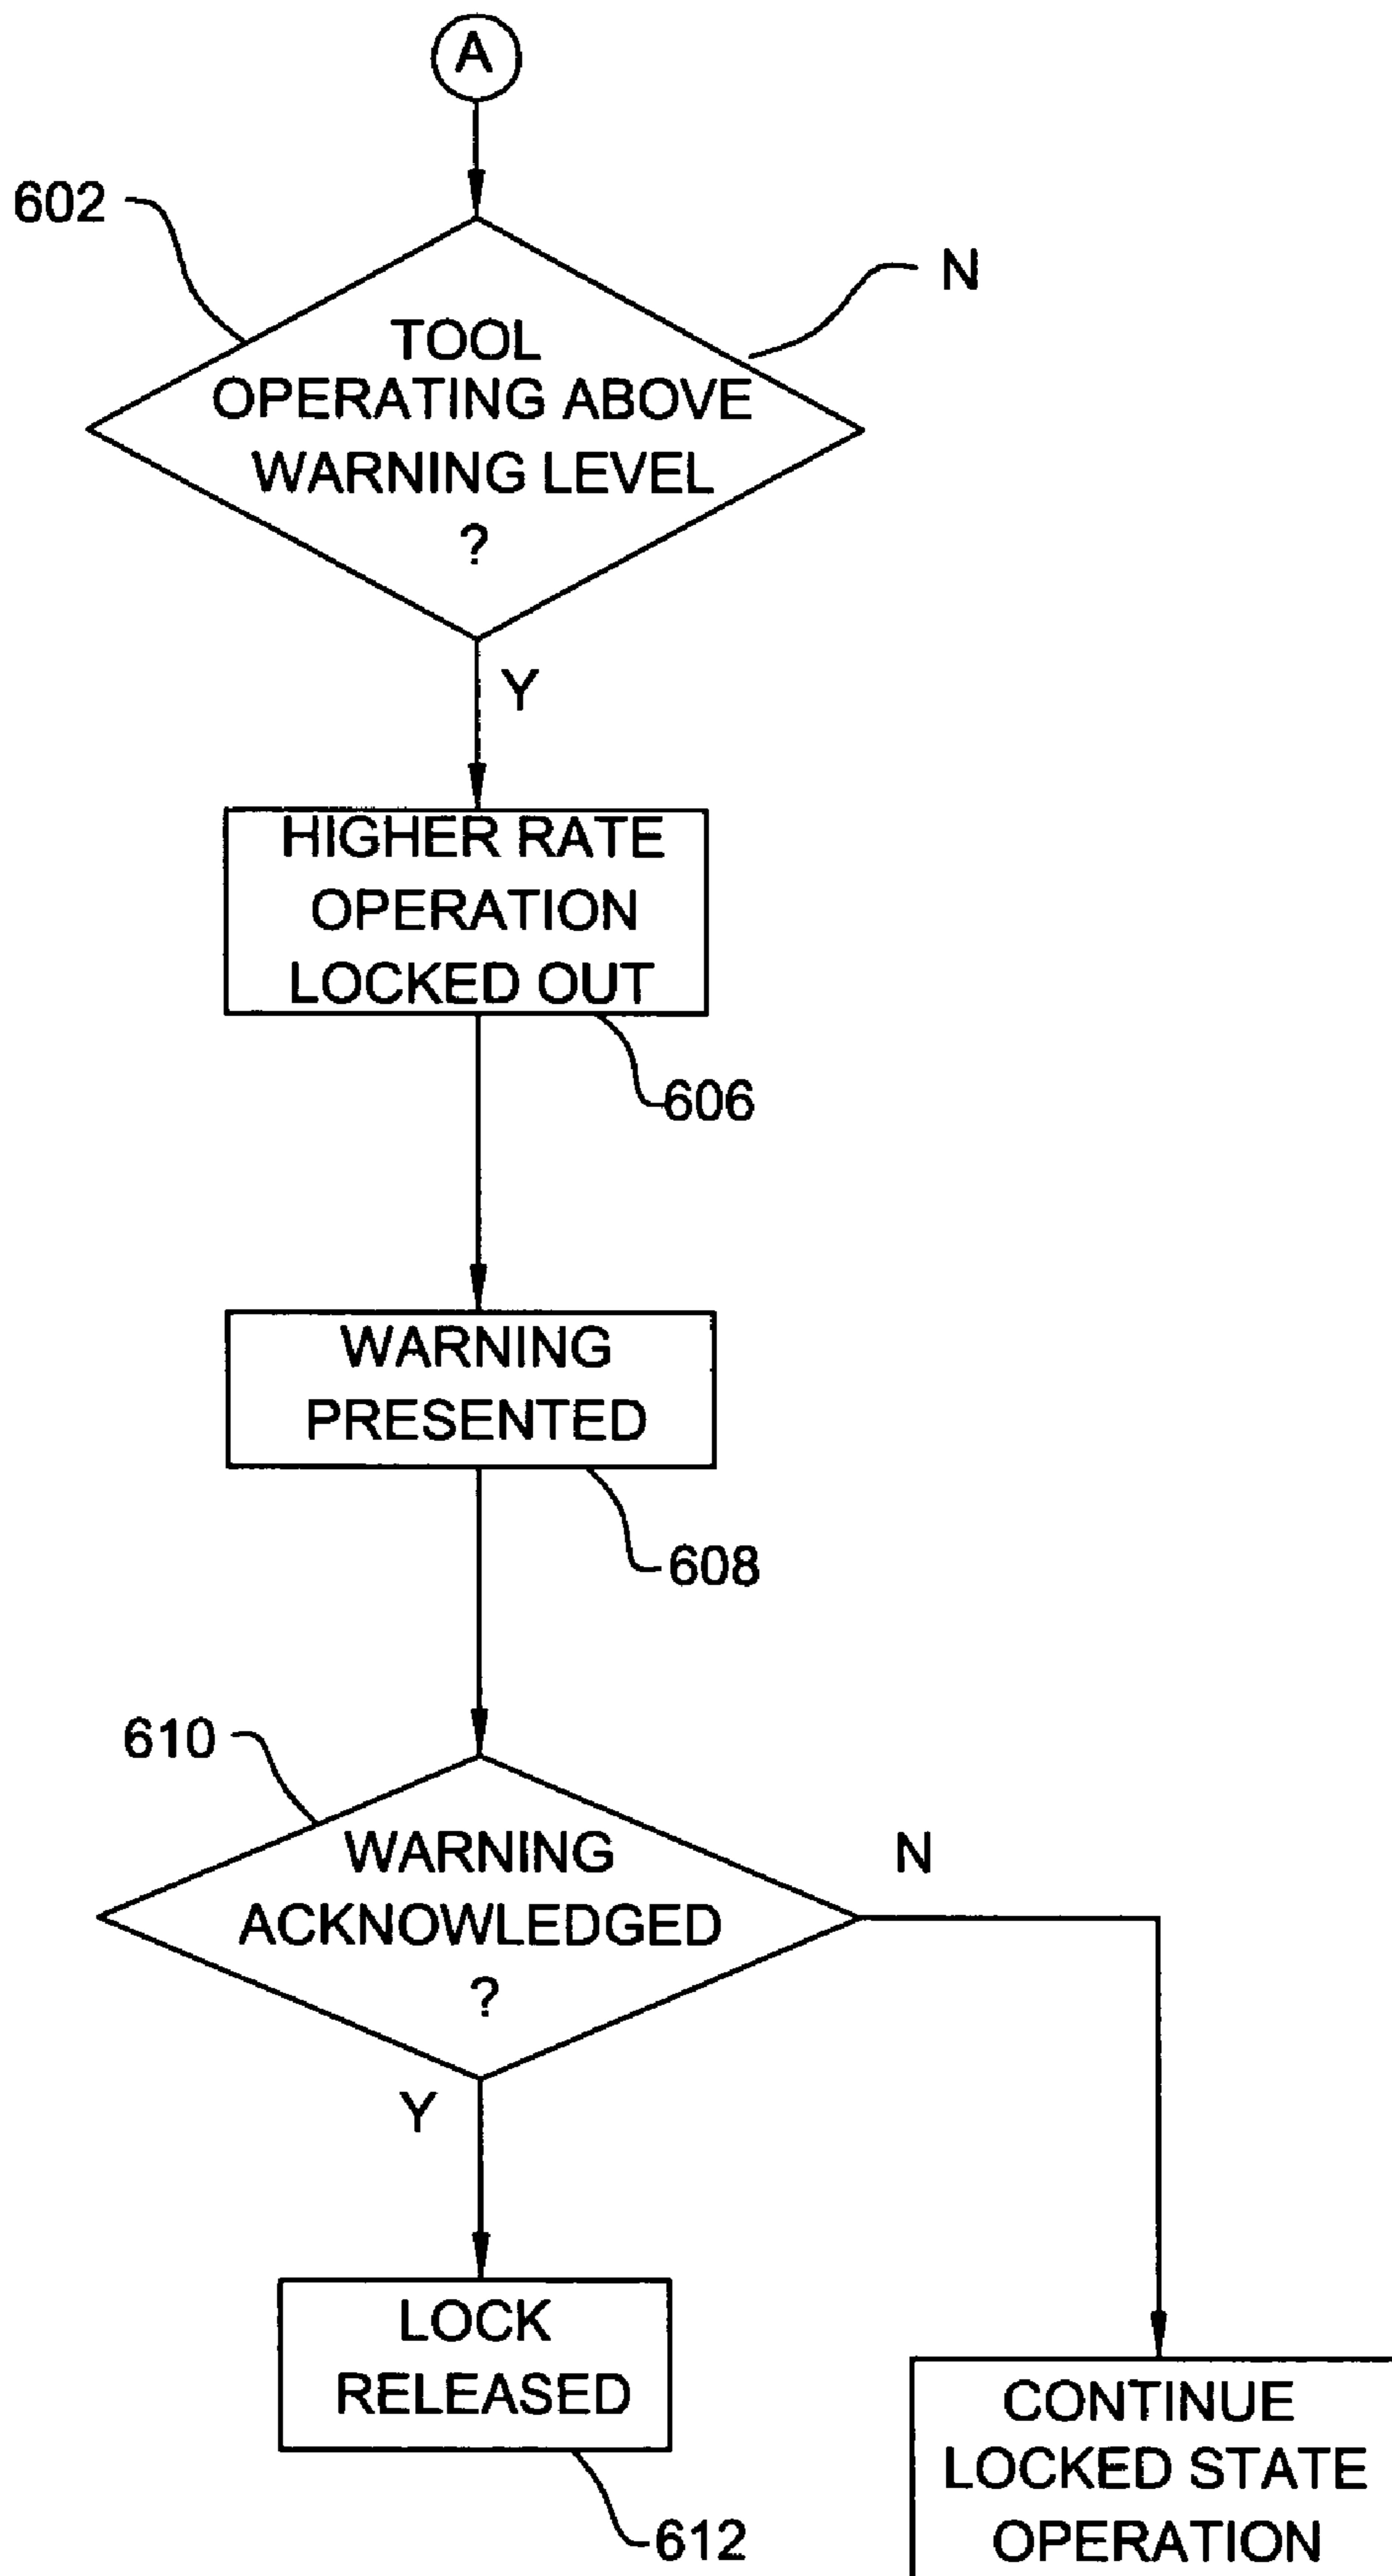 A
602
N
TOOL
OPERATING ABOVE
WARNING LEVEL
?
Y
HIGHER RATE
OPERATION
LOCKED OUT
606
WARNING
PRESENTED
608
610
WARNING
ACKNOWLEDGED
?
N
Y
LOCK
RELEASED
612
CONTINUE
LOCKED STATE
OPERATION